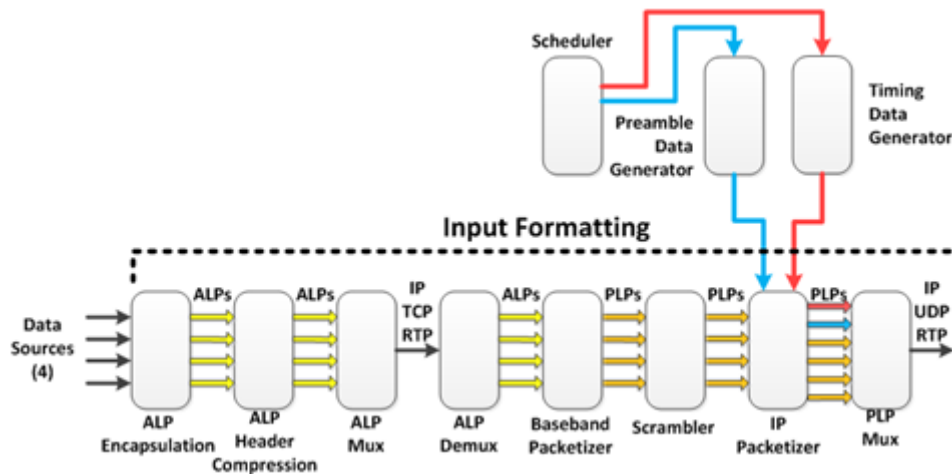 Scheduler
Preamble
Data
Generator
Timing
Data
Generator
Input Formatting
Data
Sources
(4)
ALPs
ALPs
IP
TCP
RTP
ALPs
PLPs
PLPs
PLPs
IP
UDP
RTP
ALP
Encapsulation
ALP
Header
Compression
ALP
Mux
ALP
Demux
Baseband
Packetizer
Scrambler
IP
Packetizer
PLP
Mux